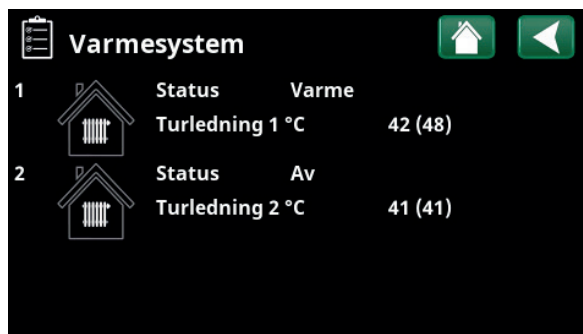 Varmesystem
1 Status Varme
Turledning 1 °C 42 (48)
2 Status Av
Turledning 2 °C 41 (41)